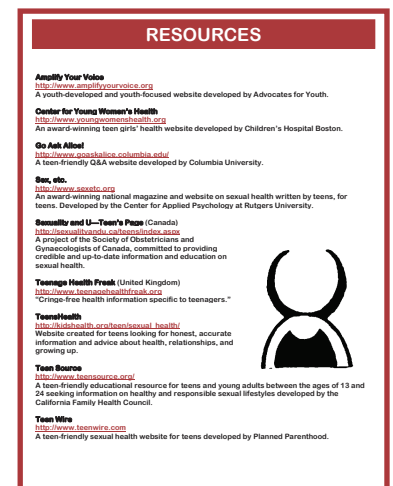 RESOURCES
Amplify Your Voice
http://www.amplifyyourvoice.org
A youth-developed and youth-focused website developed by Advocates for Youth.
Center for Young Women's Health
http://www.youngwomenshealth.org
An award-winning teen girls' health website developed by Children's Hospital Boston.
Go Ask Alice!
http://www.goaskalice.columbia.edu/
A teen-friendly Q&A website developed by Columbia University.
Sex, etc.
http://www.sexetc.org
An award-winning national magazine and website on sexual health written by teens, for
teens. Developed by the Center for Applied Psychology at Rutgers University.
Sexuality and U—Teen's Page (Canada)
http://sexualityandu.ca/teens/index.aspx
A project of the Society of Obstetricians and
Gynaecologists of Canada, committed to providing
credible and up-to-date information and education on
sexual health.
Teenage Health Freak (United Kingdom)
http://www.teenagehealthfreak.org
"Cringe-free health information specific to teenagers."
TeensHealth
http://kidshealth.org/teen/sexual_health/
Website created for teens looking for honest, accurate
information and advice about health, relationships, and
growing up.
Teen Source
http://www.teensource.org/
A teen-friendly educational resource for teens and young adults between the ages of 13 and
24 seeking information on healthy and responsible sexual lifestyles developed by the
California Family Health Council.
Teen Wire
http://www.teenwire.com
A teen-friendly sexual health website for teens developed by Planned Parenthood.